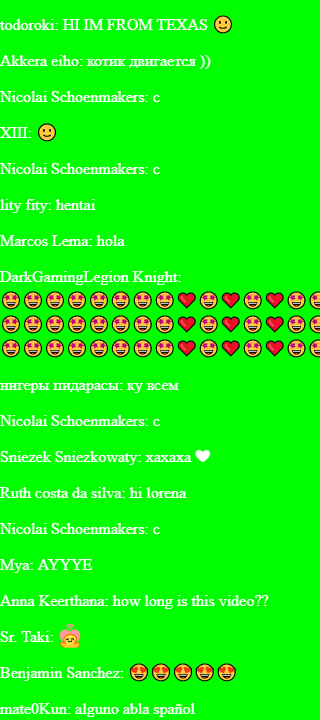 todoroki: HI IM FROM TEXAS 🙂
Akkera eiho: котик двигается ))
Nicolai Schoenmakers: c
XIII: 🙂
Nicolai Schoenmakers: c
lity fity: hentai
Marcos Lema: hola
DarkGamingLegion Knight:
🤩🤩🤩🤩🤩🤩🤩🤩❤️🤩❤️🤩❤️🤩🤩
🤩🤩🤩🤩🤩🤩🤩🤩❤️🤩❤️🤩❤️🤩🤩
🤩🤩🤩🤩🤩🤩🤩🤩❤️🤩❤️🤩❤️🤩🤩
нигеры пидарасы: ку всем
Nicolai Schoenmakers: c
Sniezek Sniezkowaty: xaxaxa 🤍
Ruth costa da silva: hi lorena
Nicolai Schoenmakers: c
Mya: AYYYE
Anna Keerthana: how long is this video??
Sr. Taki: 🙇‍♀️
Benjamin Sanchez: 😍😍😍😍😍
mate0Kun: alguno abla spañol